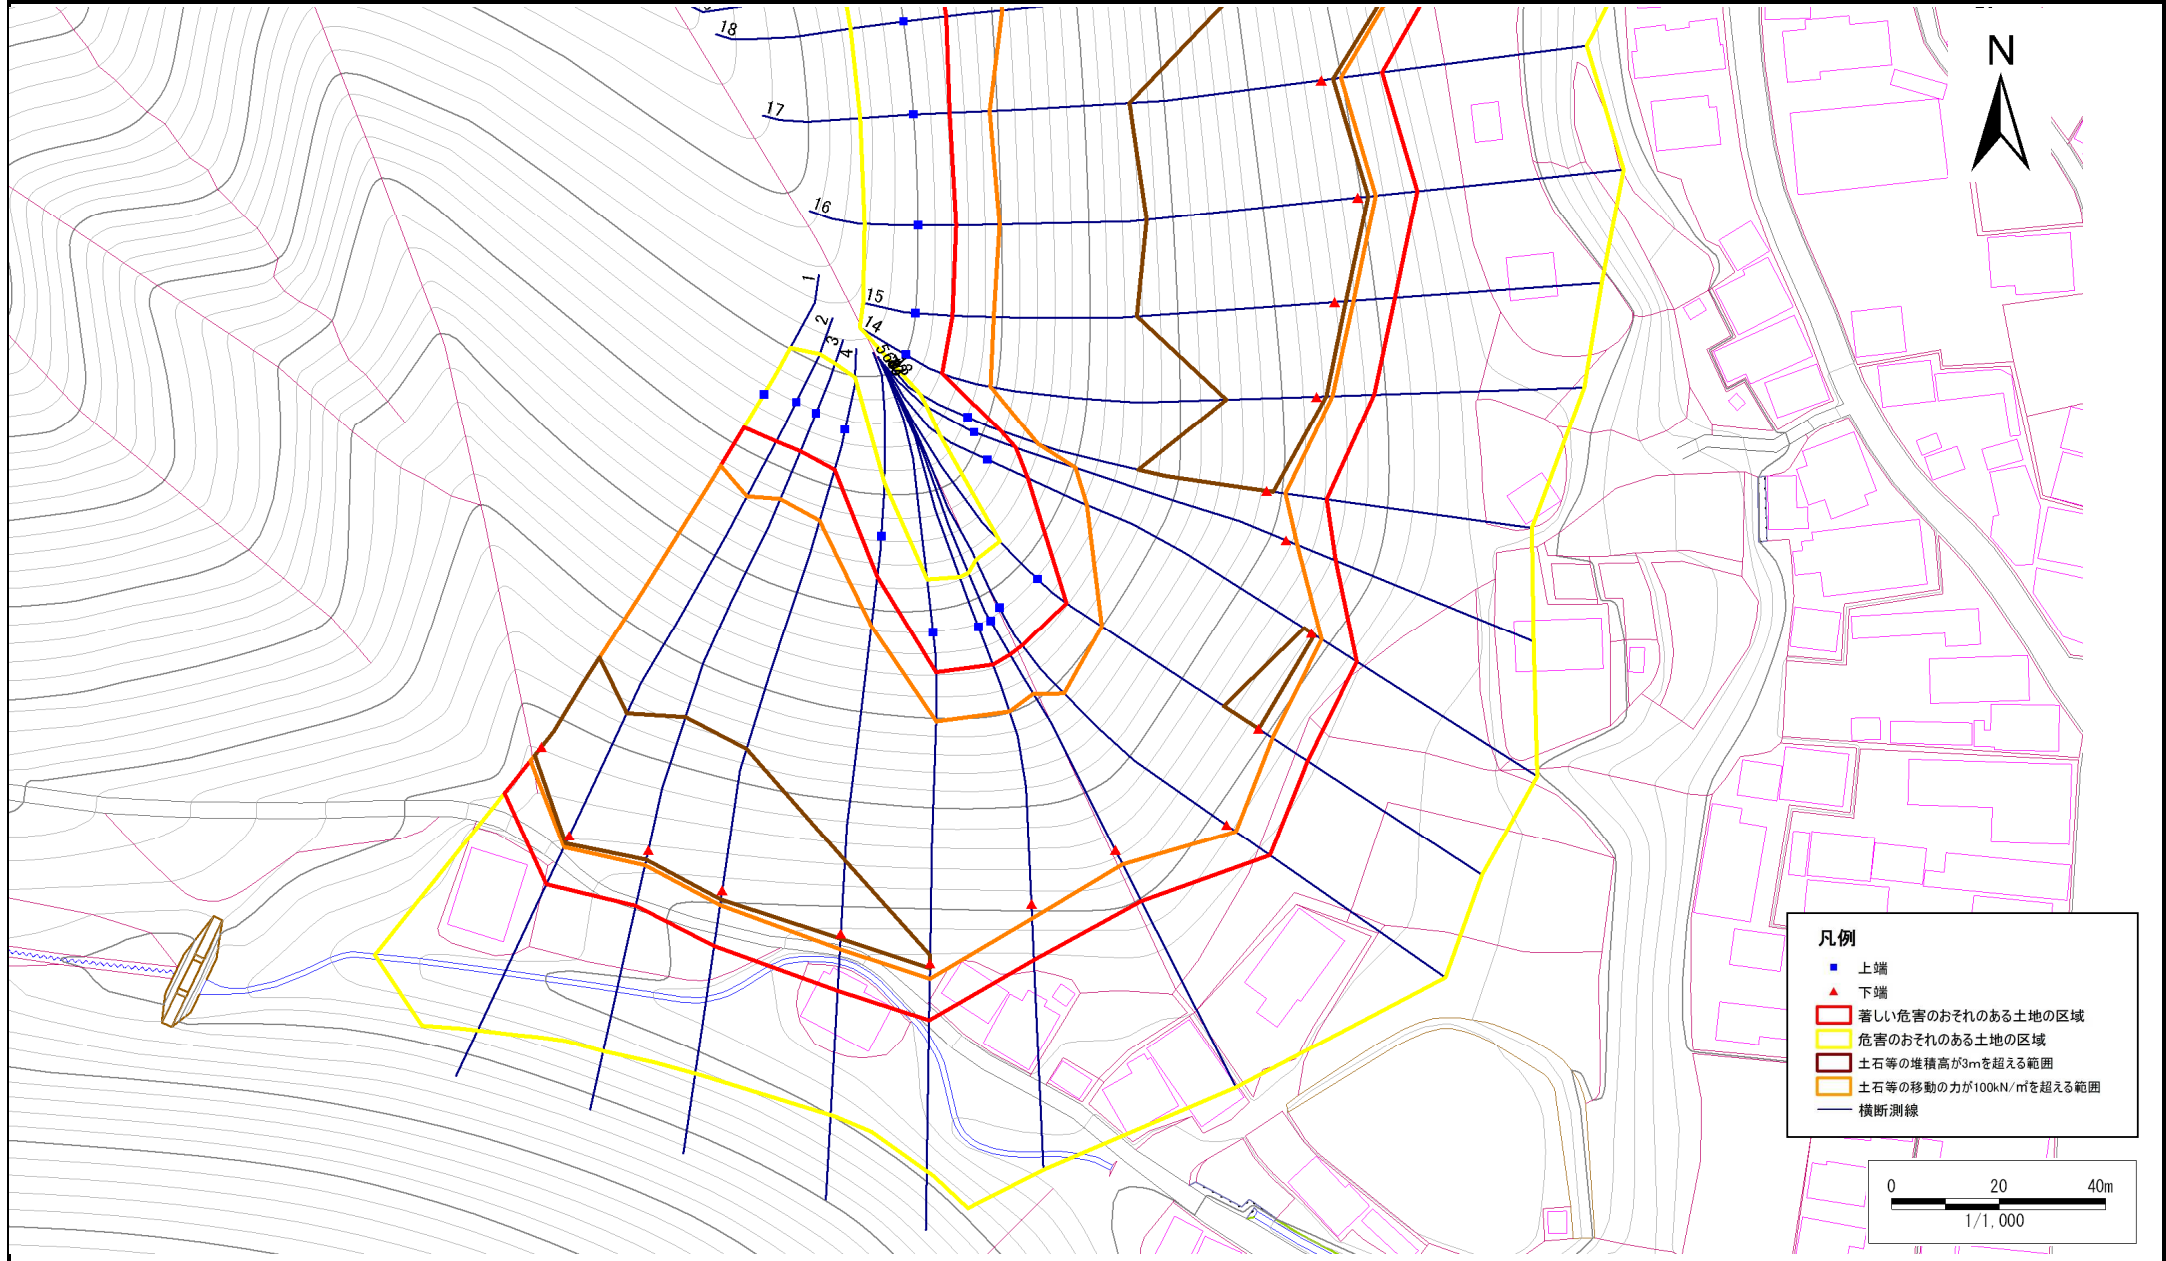 18
17
N
16
1
15
2
14
3
4
5
6
凡例
上端
下端
著しい危害のおそれのある土地の区域
危害のおそれのある土地の区域
土石等の堆積高が3mを超える範囲
土石等の移動の力が100kN/㎡を超える範囲
横断測線
0 20 40m
1/1,000